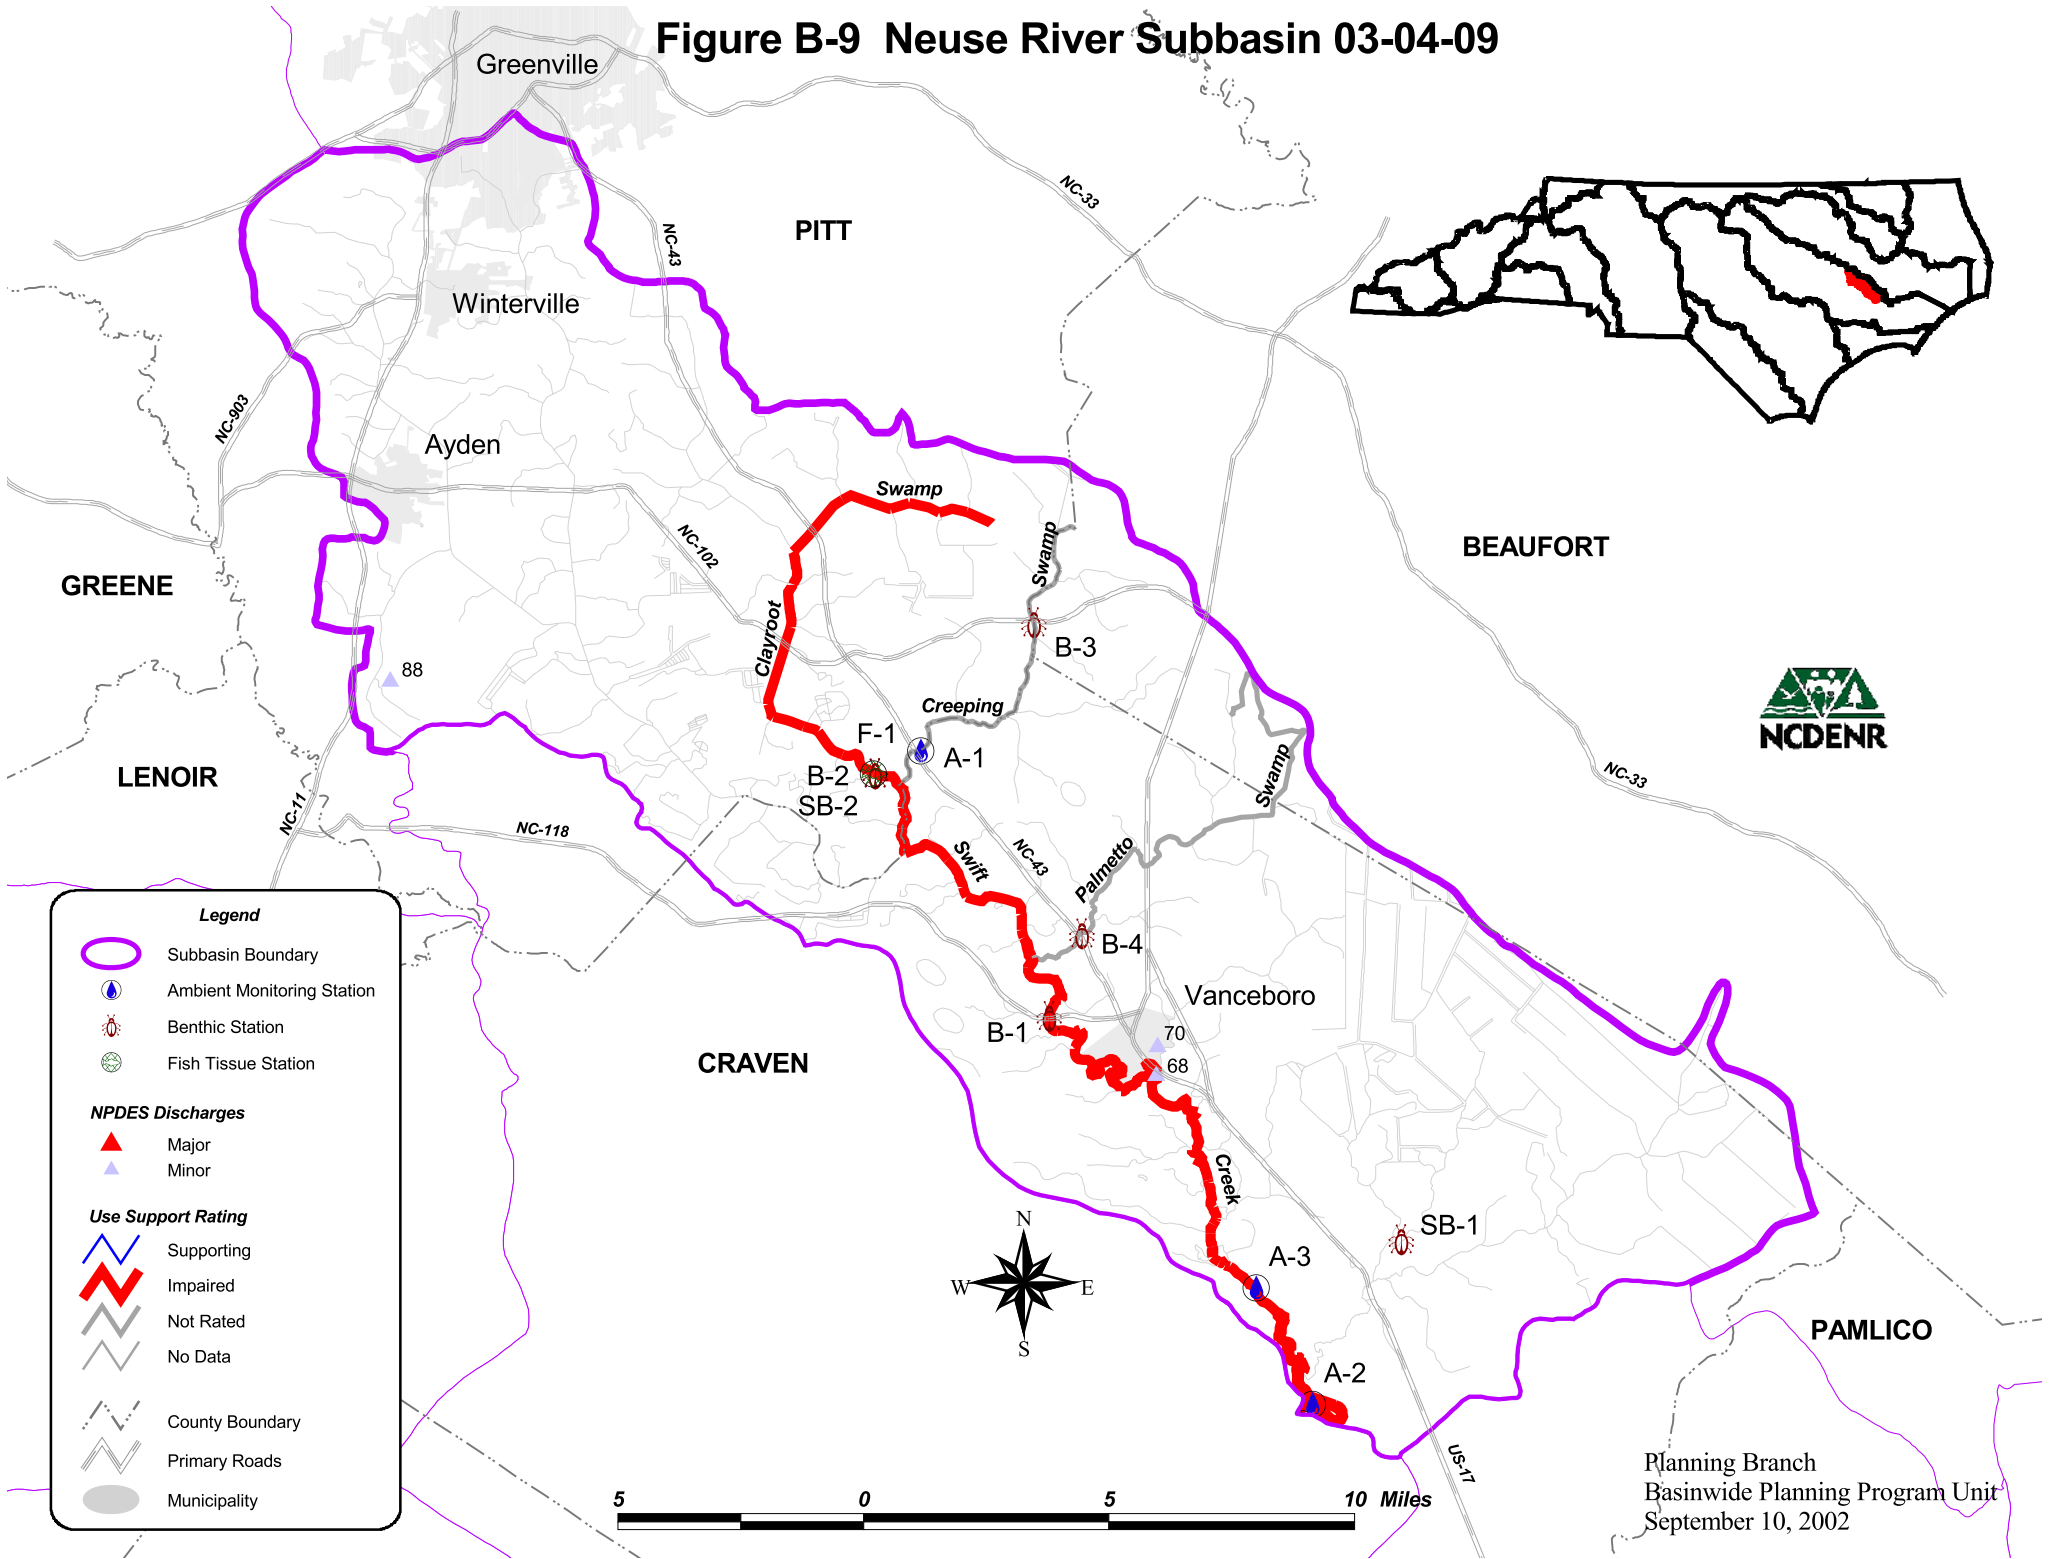 Figure B-9 Neuse River Subbasin 03-04-09
Greenville
NC-33
PITT
NC-43
Winterville
NC-903
Ayden
Swamp
NC-102
Swamp
BEAUFORT
GREENE
Clayroot
B-3
88
Creeping
F-1
A-1
NCDENR
B-2
SB-2
LENOIR
Swamp
NC-33
NC-11
NC-118
Swift
NC-43
Palmetto
B-4
Vanceboro
B-1
70
68
CRAVEN
Creek
SB-1
A-3
A-2
PAMLICO
US-17
N
W
E
S
Legend
Subbasin Boundary
Ambient Monitoring Station
Benthic Station
Fish Tissue Station
NPDES Discharges
Major
Minor
Use Support Rating
Supporting
Impaired
Not Rated
No Data
County Boundary
Primary Roads
Municipality
5 0 5 10 Miles
Planning Branch
Basinwide Planning Program Unit
September 10, 2002